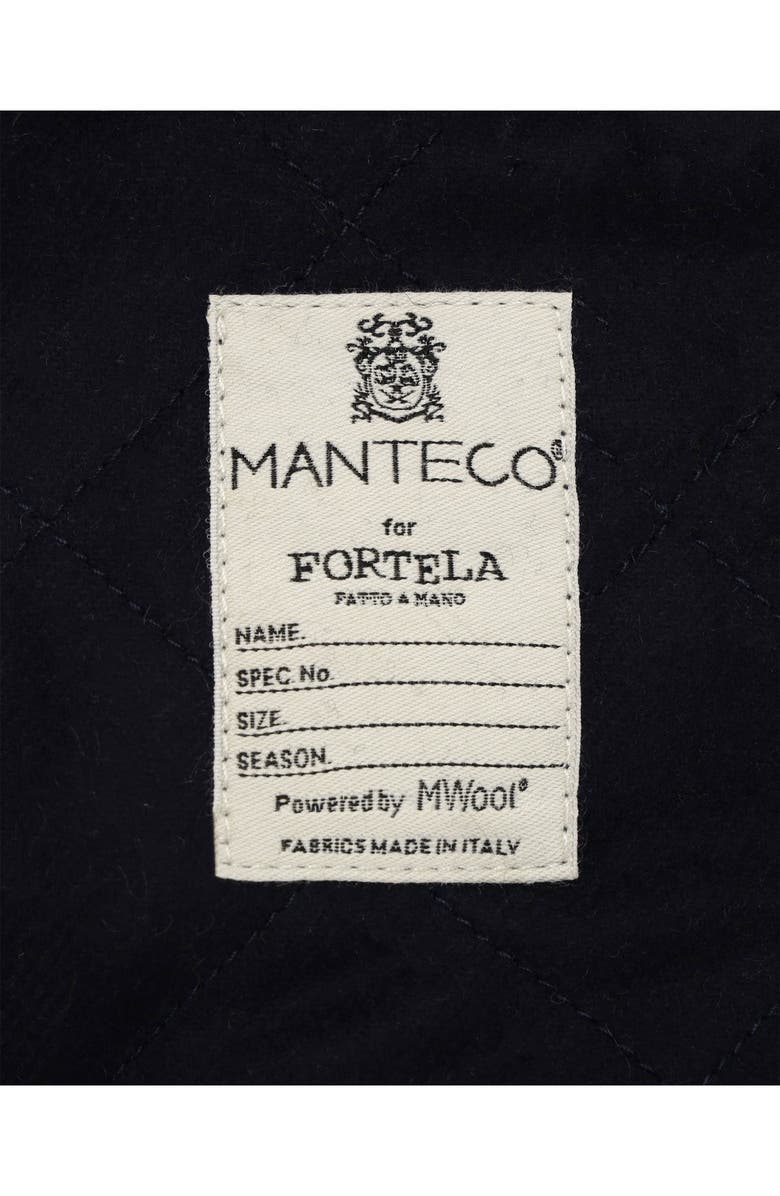 MANTECO®
for
FORTELA
FATTO A MANO
NAME.
SPEC. No.
SIZE.
SEASON.
Powered by MWool®
FABRICS MADE IN ITALY